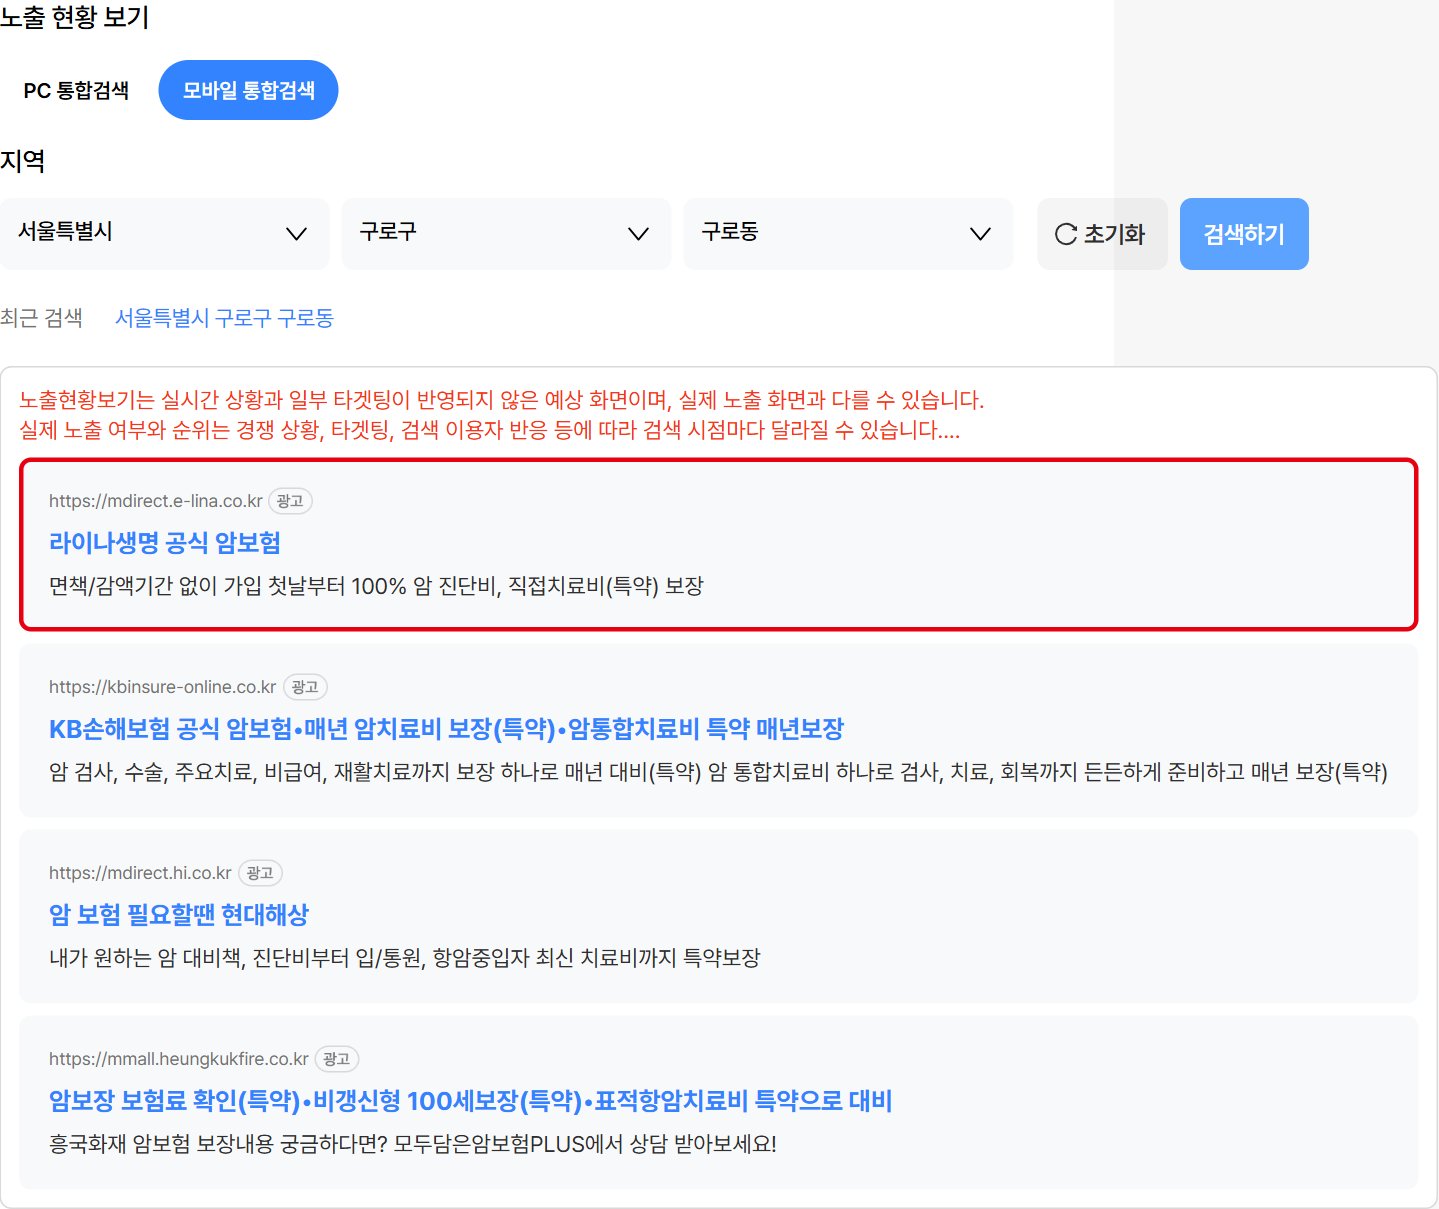 노출 현황 보기
PC 통합검색 모바일 통합검색
지역
서울특별시 구로구 구로동 초기화 검색하기
최근 검색 서울특별시 구로구 구로동
노출현황보기는 실시간 상황과 일부 타겟팅이 반영되지 않은 예상 화면이며, 실제 노출 화면과 다를 수 있습니다.
실제 노출 여부와 순위는 경쟁 상황, 타겟팅, 검색 이용자 반응 등에 따라 검색 시점마다 달라질 수 있습니다....
https://mdirect.e-lina.co.kr 광고
라이나생명 공식 암보험
면책/감액기간 없이 가입 첫날부터 100% 암 진단비, 직접치료비(특약) 보장
https://kbinsure-online.co.kr 광고
KB손해보험 공식 암보험•매년 암치료비 보장(특약)•암통합치료비 특약 매년보장
암 검사, 수술, 주요치료, 비급여, 재활치료까지 보장 하나로 매년 대비(특약) 암 통합치료비 하나로 검사, 치료, 회복까지 든든하게 준비하고 매년 보장(특약)
https://mdirect.hi.co.kr 광고
암 보험 필요할땐 현대해상
내가 원하는 암 대비책, 진단비부터 입/통원, 항암중입자 최신 치료비까지 특약보장
https://mmall.heungkukfire.co.kr 광고
암보장 보험료 확인(특약)•비갱신형 100세보장(특약)•표적항암치료비 특약으로 대비
흥국화재 암보험 보장내용 궁금하다면? 모두담은암보험PLUS에서 상담 받아보세요!